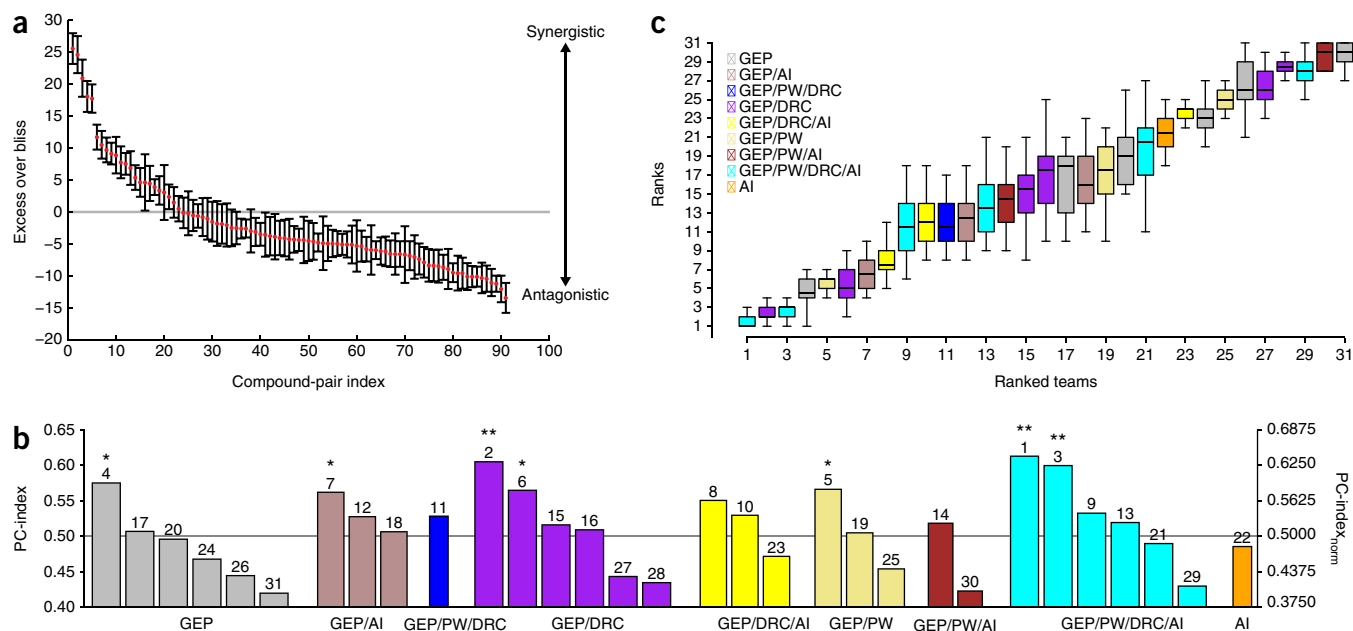 a
30
25
20
15
10
5
0
−5
−10
−15
−20
Excess over bliss
0 10 20 30 40 50 60 70 80 90 100
Compound-pair index
Synergistic
Antagonistic
c
31
29
27
25
23
21
19
17
15
13
11
9
7
5
3
1
Ranks
GEP
GEP/AI
GEP/PW/DRC
GEP/DRC
GEP/DRC/AI
GEP/PW
GEP/PW/AI
GEP/PW/DRC/AI
AI
1 3 5 7 9 11 13 15 17 19 21 23 25 27 29 31
Ranked teams
b
0.65
0.60
0.55
0.50
0.45
0.40
PC-index
* * ** * * ** **
4 17 20 24 26 31 7 12 18 11 2 6 15 16 27 28 8 10 23 5 19 25 14 30 1 3 9 13 21 29 22
GEP GEP/AI GEP/PW/DRC GEP/DRC GEP/DRC/AI GEP/PW GEP/PW/AI GEP/PW/DRC/AI AI
0.6875
0.6250
0.5625
0.5000
0.4375
0.3750
PC-indexnorm